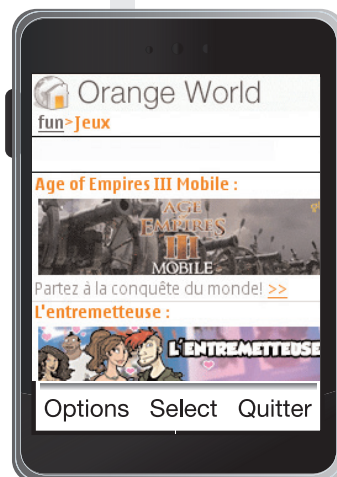 Orange World
fun>Jeux
Age of Empires III Mobile :
AGE
OF
EMPIRES
III
MOBILE
Partez à la conquête du monde! >>
L'entremetteuse :
L'ENTREMETTEUSE
Options Select Quitter